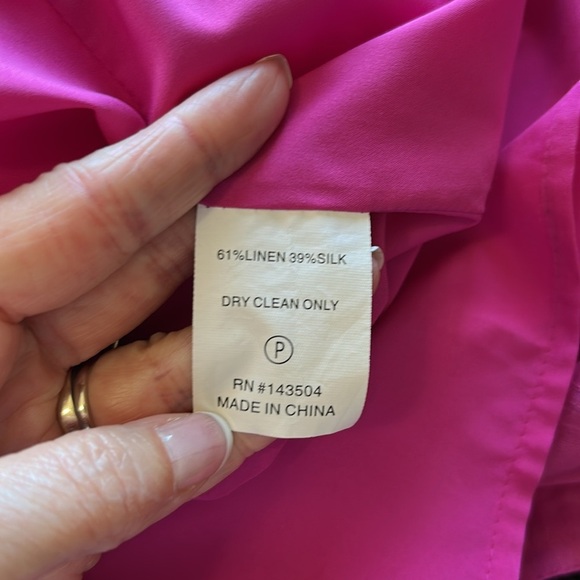 61%LINEN 39%SILK
DRY CLEAN ONLY
P
RN #143504
MADE IN CHINA